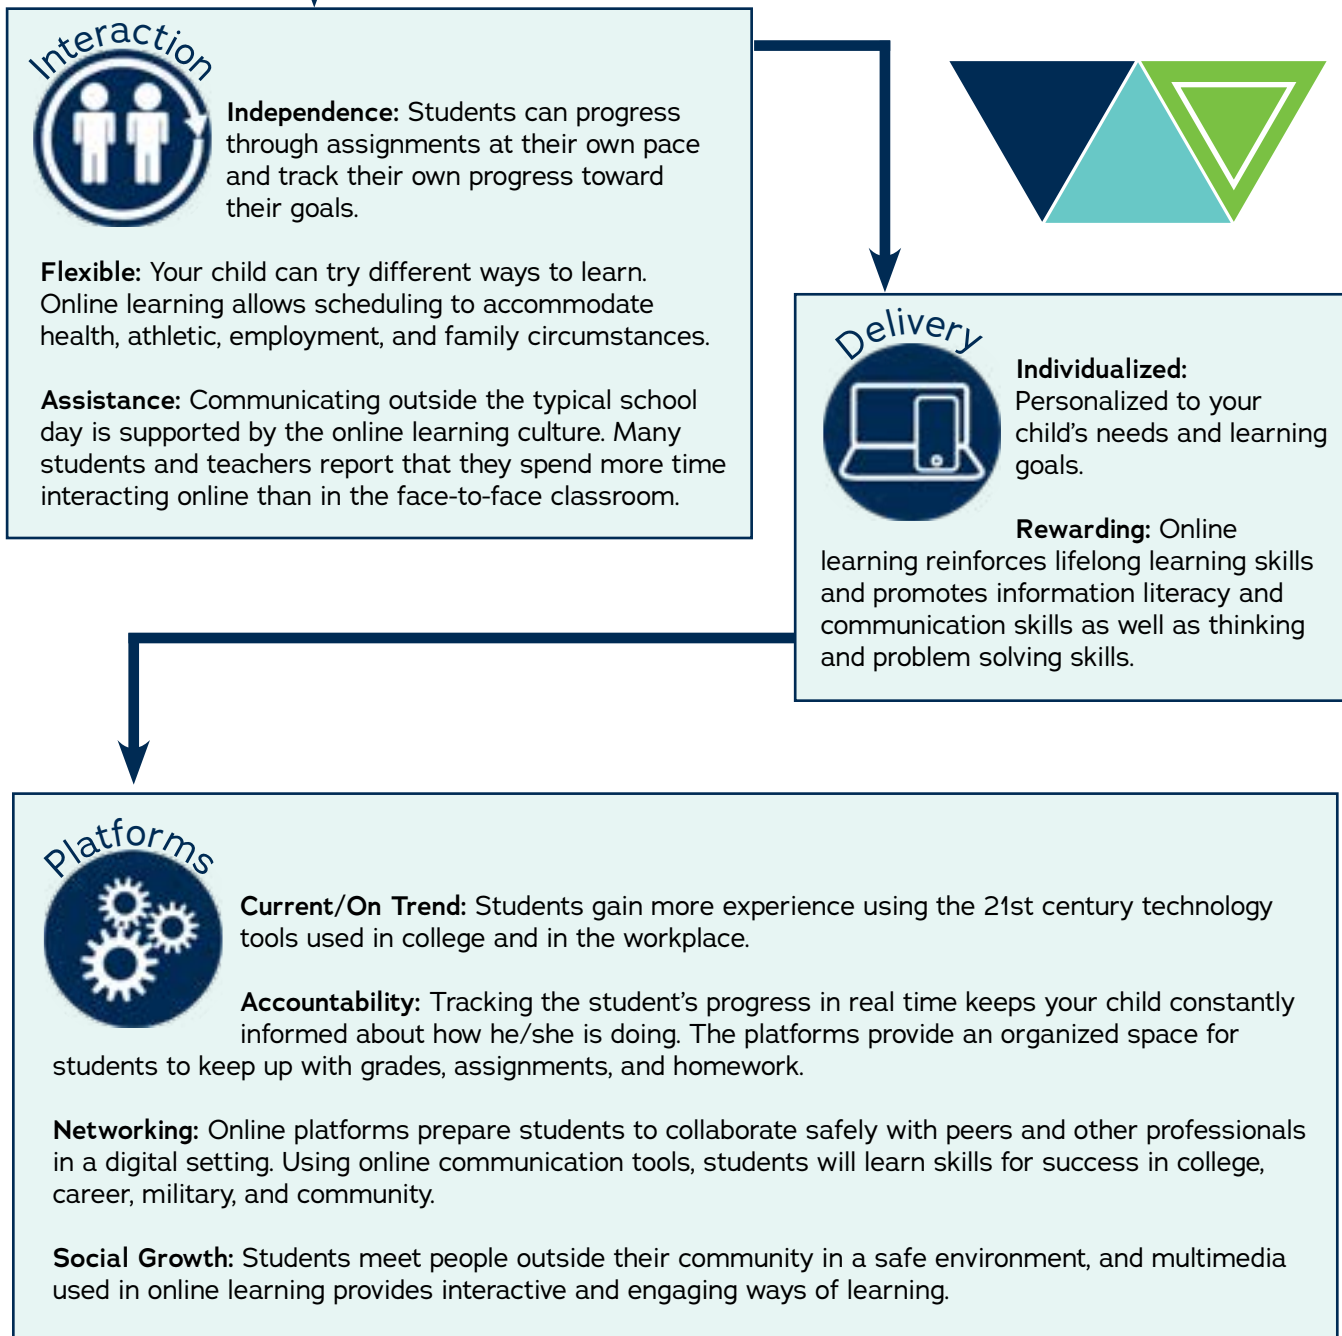 Interaction
Independence: Students can progress
through assignments at their own pace
and track their own progress toward
their goals.
Flexible: Your child can try different ways to learn.
Online learning allows scheduling to accommodate
health, athletic, employment, and family circumstances.
Assistance: Communicating outside the typical school
day is supported by the online learning culture. Many
students and teachers report that they spend more time
interacting online than in the face-to-face classroom.
Delivery
Individualized:
Personalized to your
child's needs and learning
goals.
Rewarding: Online
learning reinforces lifelong learning skills
and promotes information literacy and
communication skills as well as thinking
and problem solving skills.
Platforms
Current/On Trend: Students gain more experience using the 21st century technology
tools used in college and in the workplace.
Accountability: Tracking the student's progress in real time keeps your child constantly
informed about how he/she is doing. The platforms provide an organized space for
students to keep up with grades, assignments, and homework.
Networking: Online platforms prepare students to collaborate safely with peers and other professionals
in a digital setting. Using online communication tools, students will learn skills for success in college,
career, military, and community.
Social Growth: Students meet people outside their community in a safe environment, and multimedia
used in online learning provides interactive and engaging ways of learning.